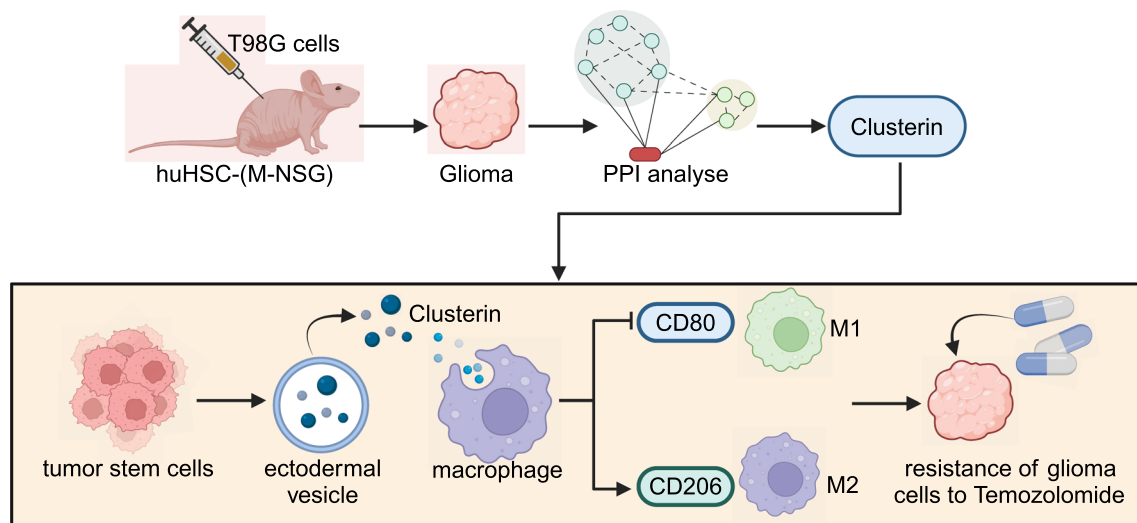 T98G cells
huHSC-(M-NSG)
Glioma
PPI analyse
Clusterin
Clusterin
CD80
M1
tumor stem cells
ectodermal
vesicle
macrophage
CD206
M2
resistance of glioma
cells to Temozolomide